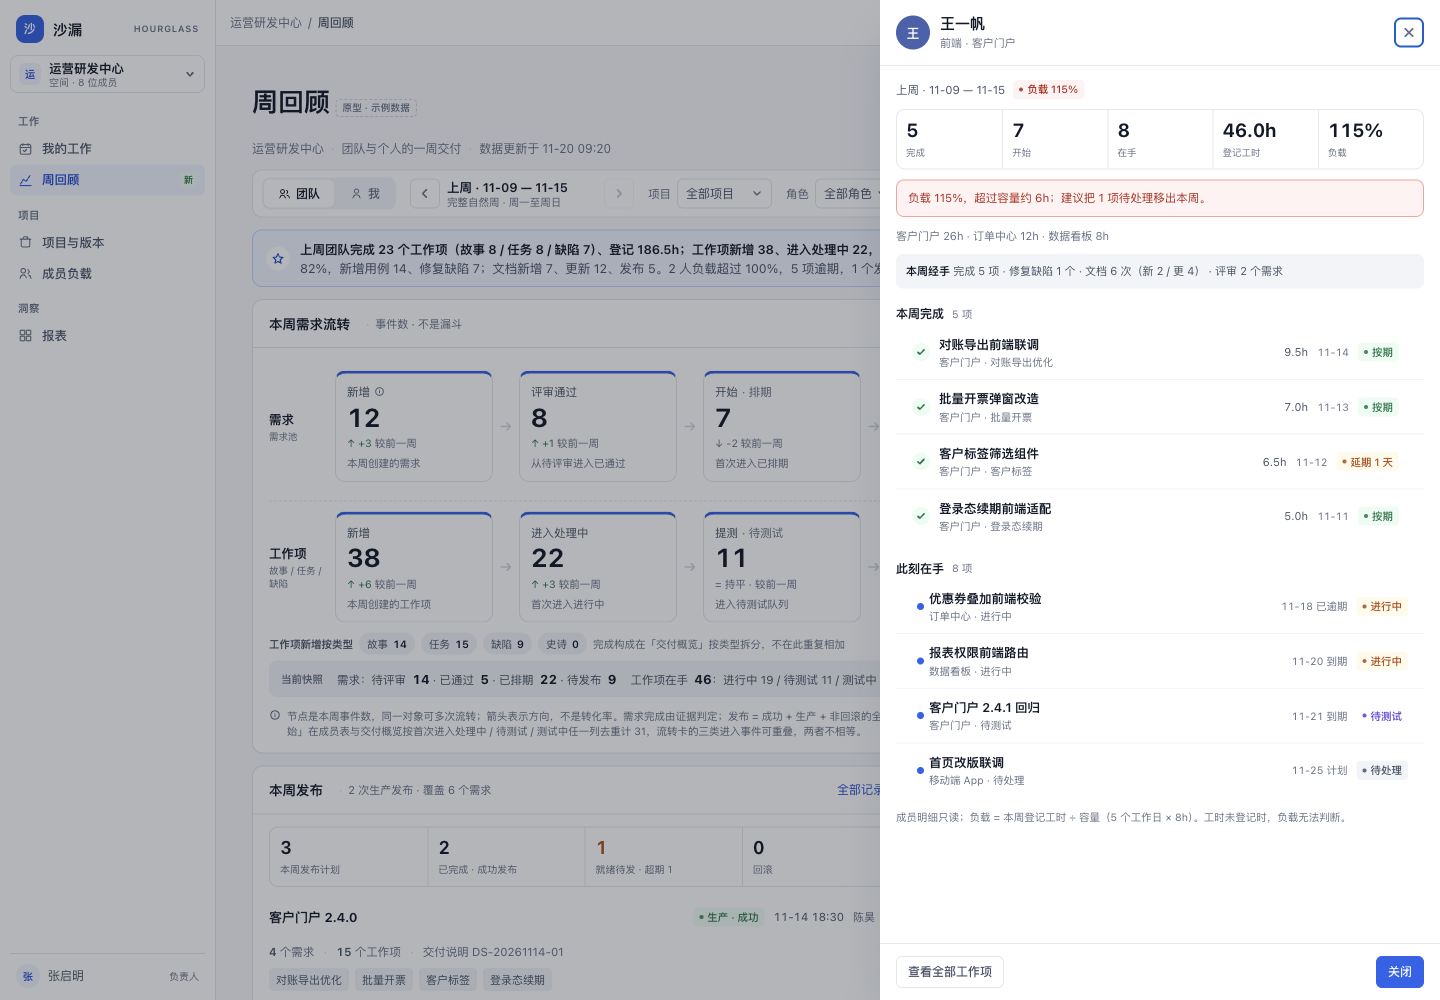 沙 沙漏 HOURGLASS
运 运营研发中心
空间 · 8 位成员
工作
我的工作
周回顾 新
项目
项目与版本
成员负载
洞察
报表
张 张启明 负责人
运营研发中心 / 周回顾
周回顾 原型 · 示例数据
运营研发中心 · 团队与个人的一周交付 · 数据更新于 11-20 09:20
团队 我 上周 · 11-09 — 11-15 项目 全部项目 角色 全部角色
完整自然周 · 周一至周日
上周团队完成 23 个工作项（故事 8 / 任务 8 / 缺陷 7）、登记 186.5h；工作项新增 38、进入处理中 22，
82%，新增用例 14、修复缺陷 7；文档新增 7、更新 12、发布 5。2 人负载超过 100%，5 项逾期，1 个发
本周需求流转 · 事件数 · 不是漏斗
需求
需求池
新增
12
↑ +3 较前一周
本周创建的需求
→
评审通过
8
↑ +1 较前一周
从待评审进入已通过
→
开始 · 排期
7
↓ -2 较前一周
首次进入已排期
→
工作项
故事 / 任务 /
缺陷
新增
38
↑ +6 较前一周
本周创建的工作项
→
进入处理中
22
↑ +3 较前一周
首次进入进行中
→
提测 · 待测试
11
= 持平 · 较前一周
进入待测试队列
→
工作项新增按类型 故事 14 任务 15 缺陷 9 史诗 0 完成构成在「交付概览」按类型拆分，不在此重复相加
当前快照 需求：待评审 14 · 已通过 5 · 已排期 22 · 待发布 9 工作项在手 46：进行中 19 / 待测试 11 / 测试中
节点是本周事件数，同一对象可多次流转；箭头表示方向，不是转化率。需求完成由证据判定；发布 = 成功 + 生产 + 非回滚的全
始」在成员表与交付概览按首次进入处理中 / 待测试 / 测试中任一列去重计 31，流转卡的三类进入事件可重叠，两者不相等。
本周发布 · 2 次生产发布 · 覆盖 6 个需求 全部记录
3
本周发布计划
2
已完成 · 成功发布
1
就绪待发 · 超期 1
0
回滚
客户门户 2.4.0 生产 · 成功 11-14 18:30 陈昊
4 个需求 · 15 个工作项 · 交付说明 DS-20261114-01
对账导出优化 批量开票 客户标签 登录态续期
王 王一帆
前端 · 客户门户
上周 · 11-09 — 11-15 负载 115%
5
完成
7
开始
8
在手
46.0h
登记工时
115%
负载
负载 115%，超过容量约 6h；建议把 1 项待处理移出本周。
客户门户 26h · 订单中心 12h · 数据看板 8h
本周经手 完成 5 项 · 修复缺陷 1 个 · 文档 6 次（新 2 / 更 4） · 评审 2 个需求
本周完成 5 项
对账导出前端联调
客户门户 · 对账导出优化
9.5h 11-14 按期
批量开票弹窗改造
客户门户 · 批量开票
7.0h 11-13 按期
客户标签筛选组件
客户门户 · 客户标签
6.5h 11-12 延期 1 天
登录态续期前端适配
客户门户 · 登录态续期
5.0h 11-11 按期
此刻在手 8 项
优惠券叠加前端校验
订单中心 · 进行中
11-18 已逾期 进行中
报表权限前端路由
数据看板 · 进行中
11-20 到期 进行中
客户门户 2.4.1 回归
客户门户 · 待测试
11-21 到期 待测试
首页改版联调
移动端 App · 待处理
11-25 计划 待处理
成员明细只读；负载 = 本周登记工时 ÷ 容量（5 个工作日 × 8h）。工时未登记时，负载无法判断。
查看全部工作项 关闭